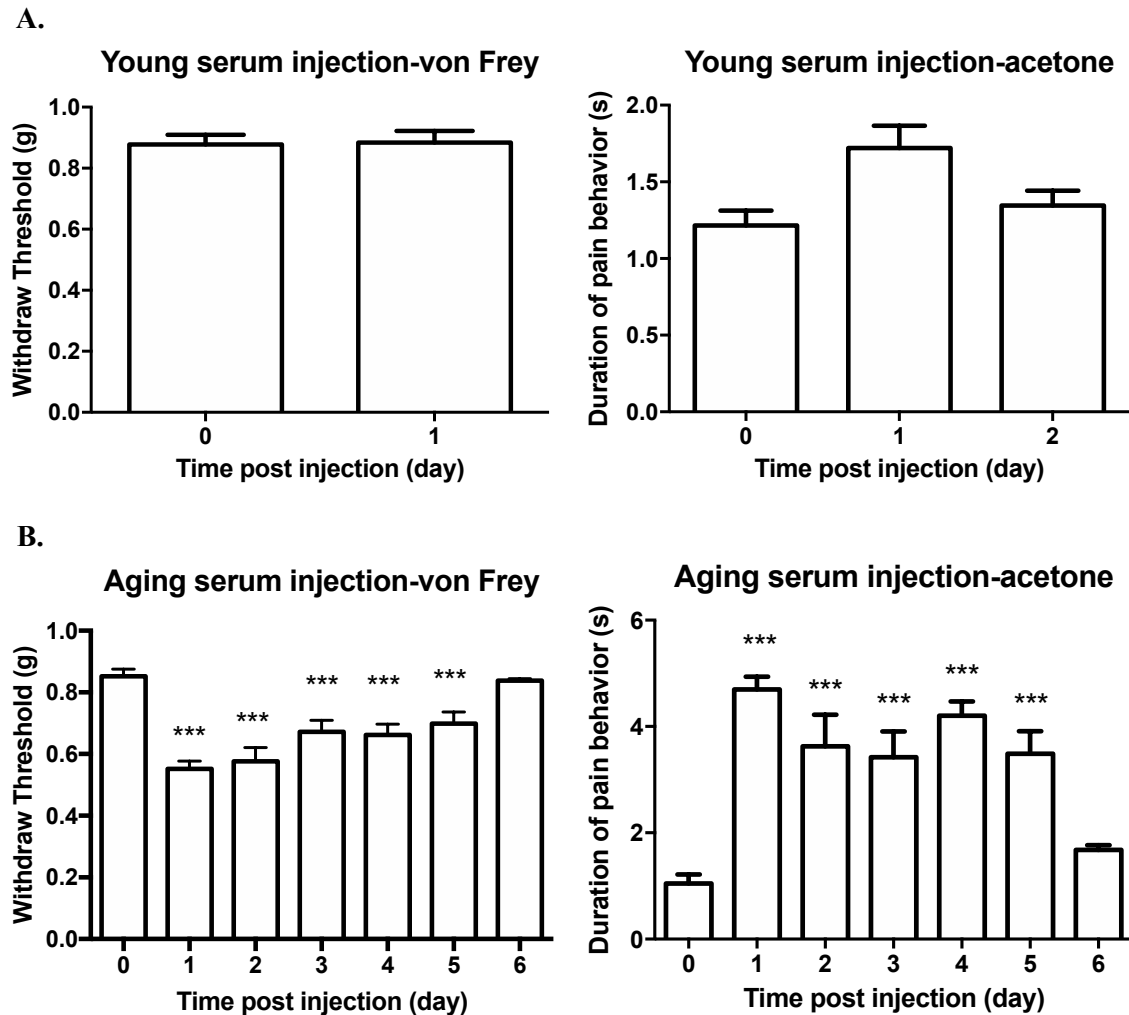 A.
Young serum injection-von Frey
Withdraw Threshold (g)
1.0
0.8
0.6
0.4
0.2
0.0
0 1
Time post injection (day)
Young serum injection-acetone
Duration of pain behavior (s)
2.0
1.5
1.0
0.5
0.0
0 1 2
Time post injection (day)
B.
Aging serum injection-von Frey
Withdraw Threshold (g)
1.0
0.8
0.6
0.4
0.2
0.0
*** *** *** *** ***
0 1 2 3 4 5 6
Time post injection (day)
Aging serum injection-acetone
Duration of pain behavior (s)
6
4
2
0
*** *** *** *** ***
0 1 2 3 4 5 6
Time post injection (day)